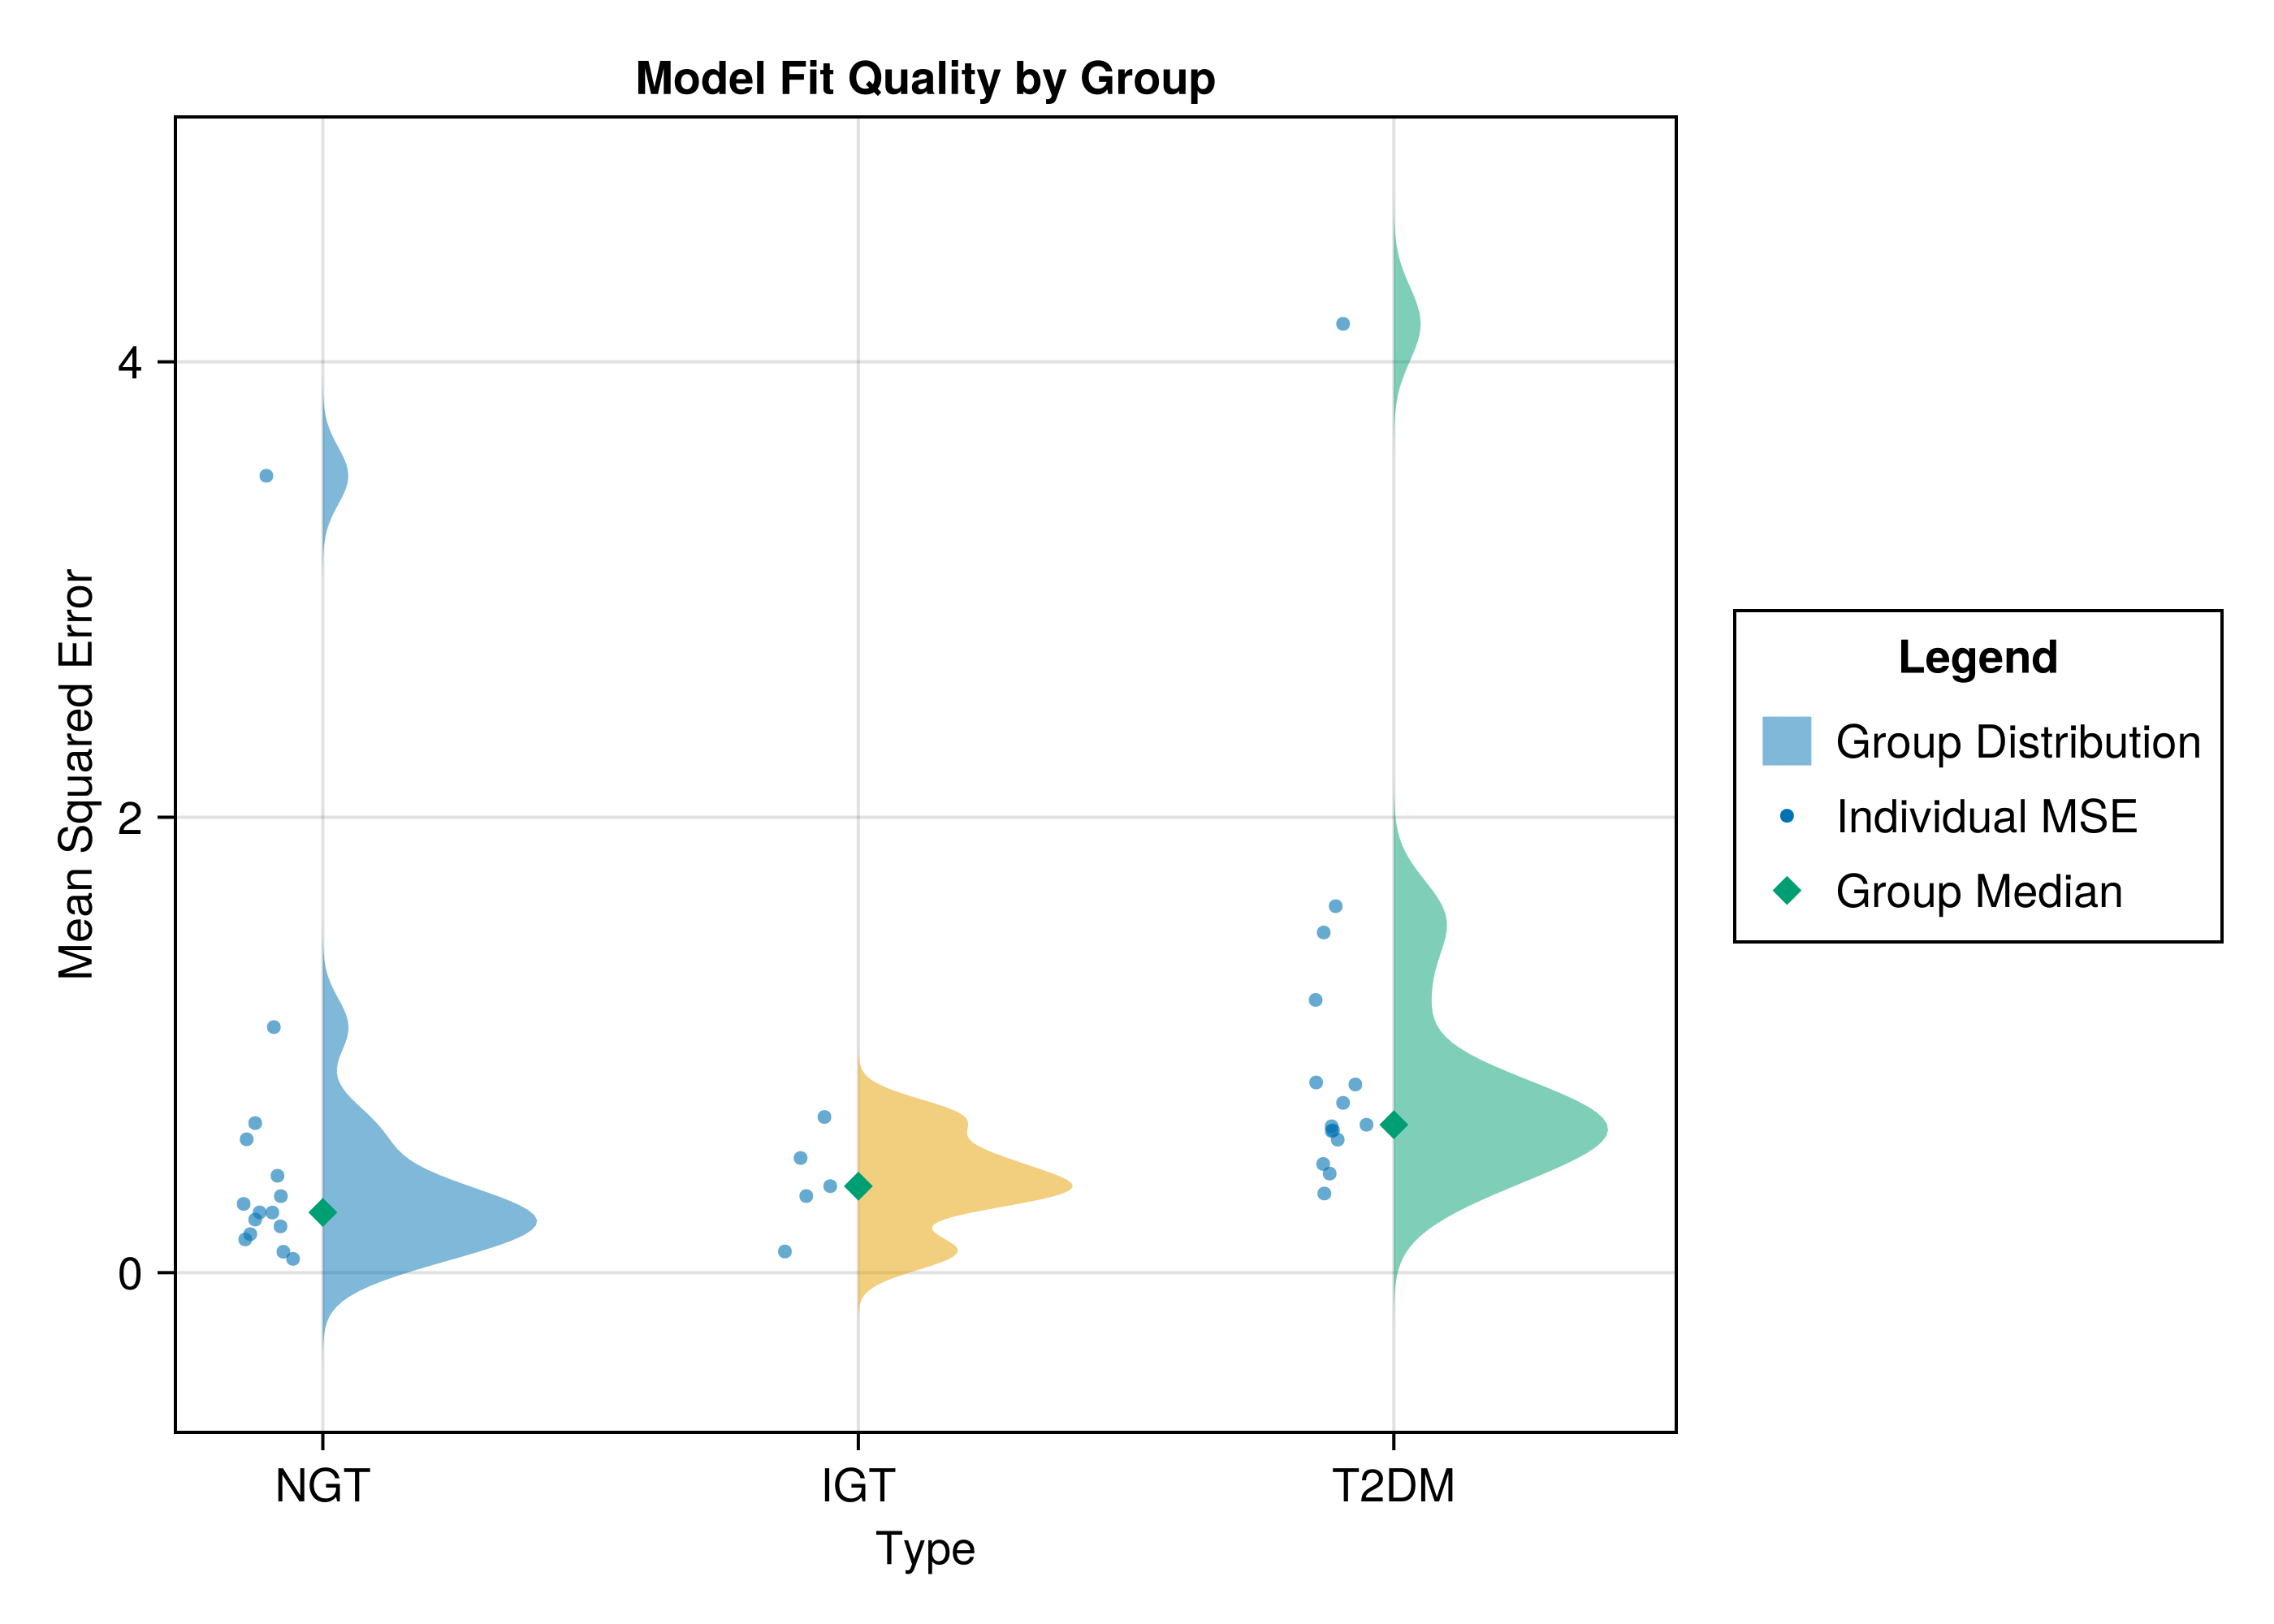 Model Fit Quality by Group
Mean Squared Error
4
2
0
NGT
IGT
T2DM
Type
Legend
Group Distribution
Individual MSE
Group Median